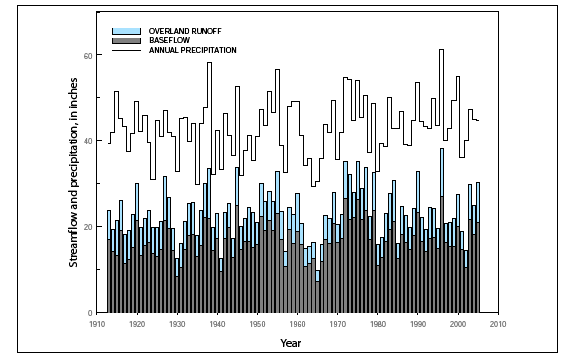 OVERLAND RUNOFF
BASEFLOW
ANNUAL PRECIPITATION
Streamflow and precipitation, in inches
60
40
20
0
1910 1920 1930 1940 1950 1960 1970 1980 1990 2000 2010
Year